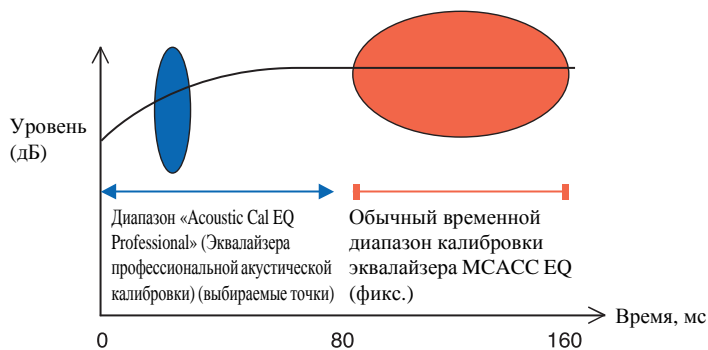 Уровень
(дБ)
Диапазон «Acoustic Cal EQ
Professional» (Эквалайзера
профессиональной акустической
калибровки) (выбираемые точки)
Обычный временной
диапазон калибровки
эквалайзера MCACC EQ
(фикс.)
Время, мс
0
80
160